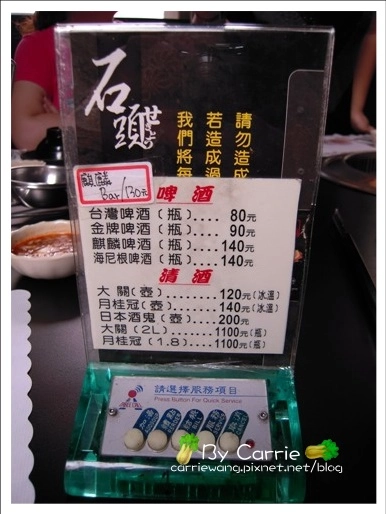 石頭
世家
請勿造成
若造成過
我們將每
麒麟
Bar/130元
啤酒
台灣啤酒(瓶)....80元
金牌啤酒(瓶)....90元
麒麟啤酒(瓶)....140元
海尼根啤酒(瓶)....140元
清酒
大關(壺).........120元(冰溫)
月桂冠(壺).......140元(冰溫)
日本酒鬼(壺)....200元
大關(2L).......1100元(瓶)
月桂冠(1.8)....1100元(瓶)
請選擇服務項目
Press Button For Quick Service
By Carrie
carriewang.pixnet.net/blog